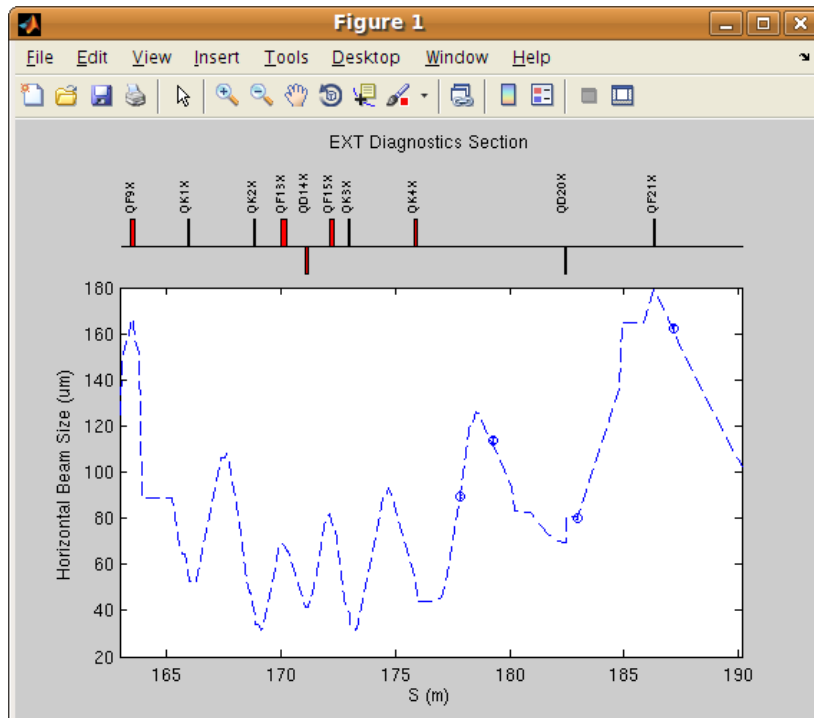 Figure 1
File Edit View Insert Tools Desktop Window Help
EXT Diagnostics Section
QF9X QK1X QK2X QF13X QD14X QF15X QK3X QK4X QD20X QF21X
180
160
140
120
100
80
60
40
20
Horizontal Beam Size (um)
165 170 175 180 185 190
S (m)